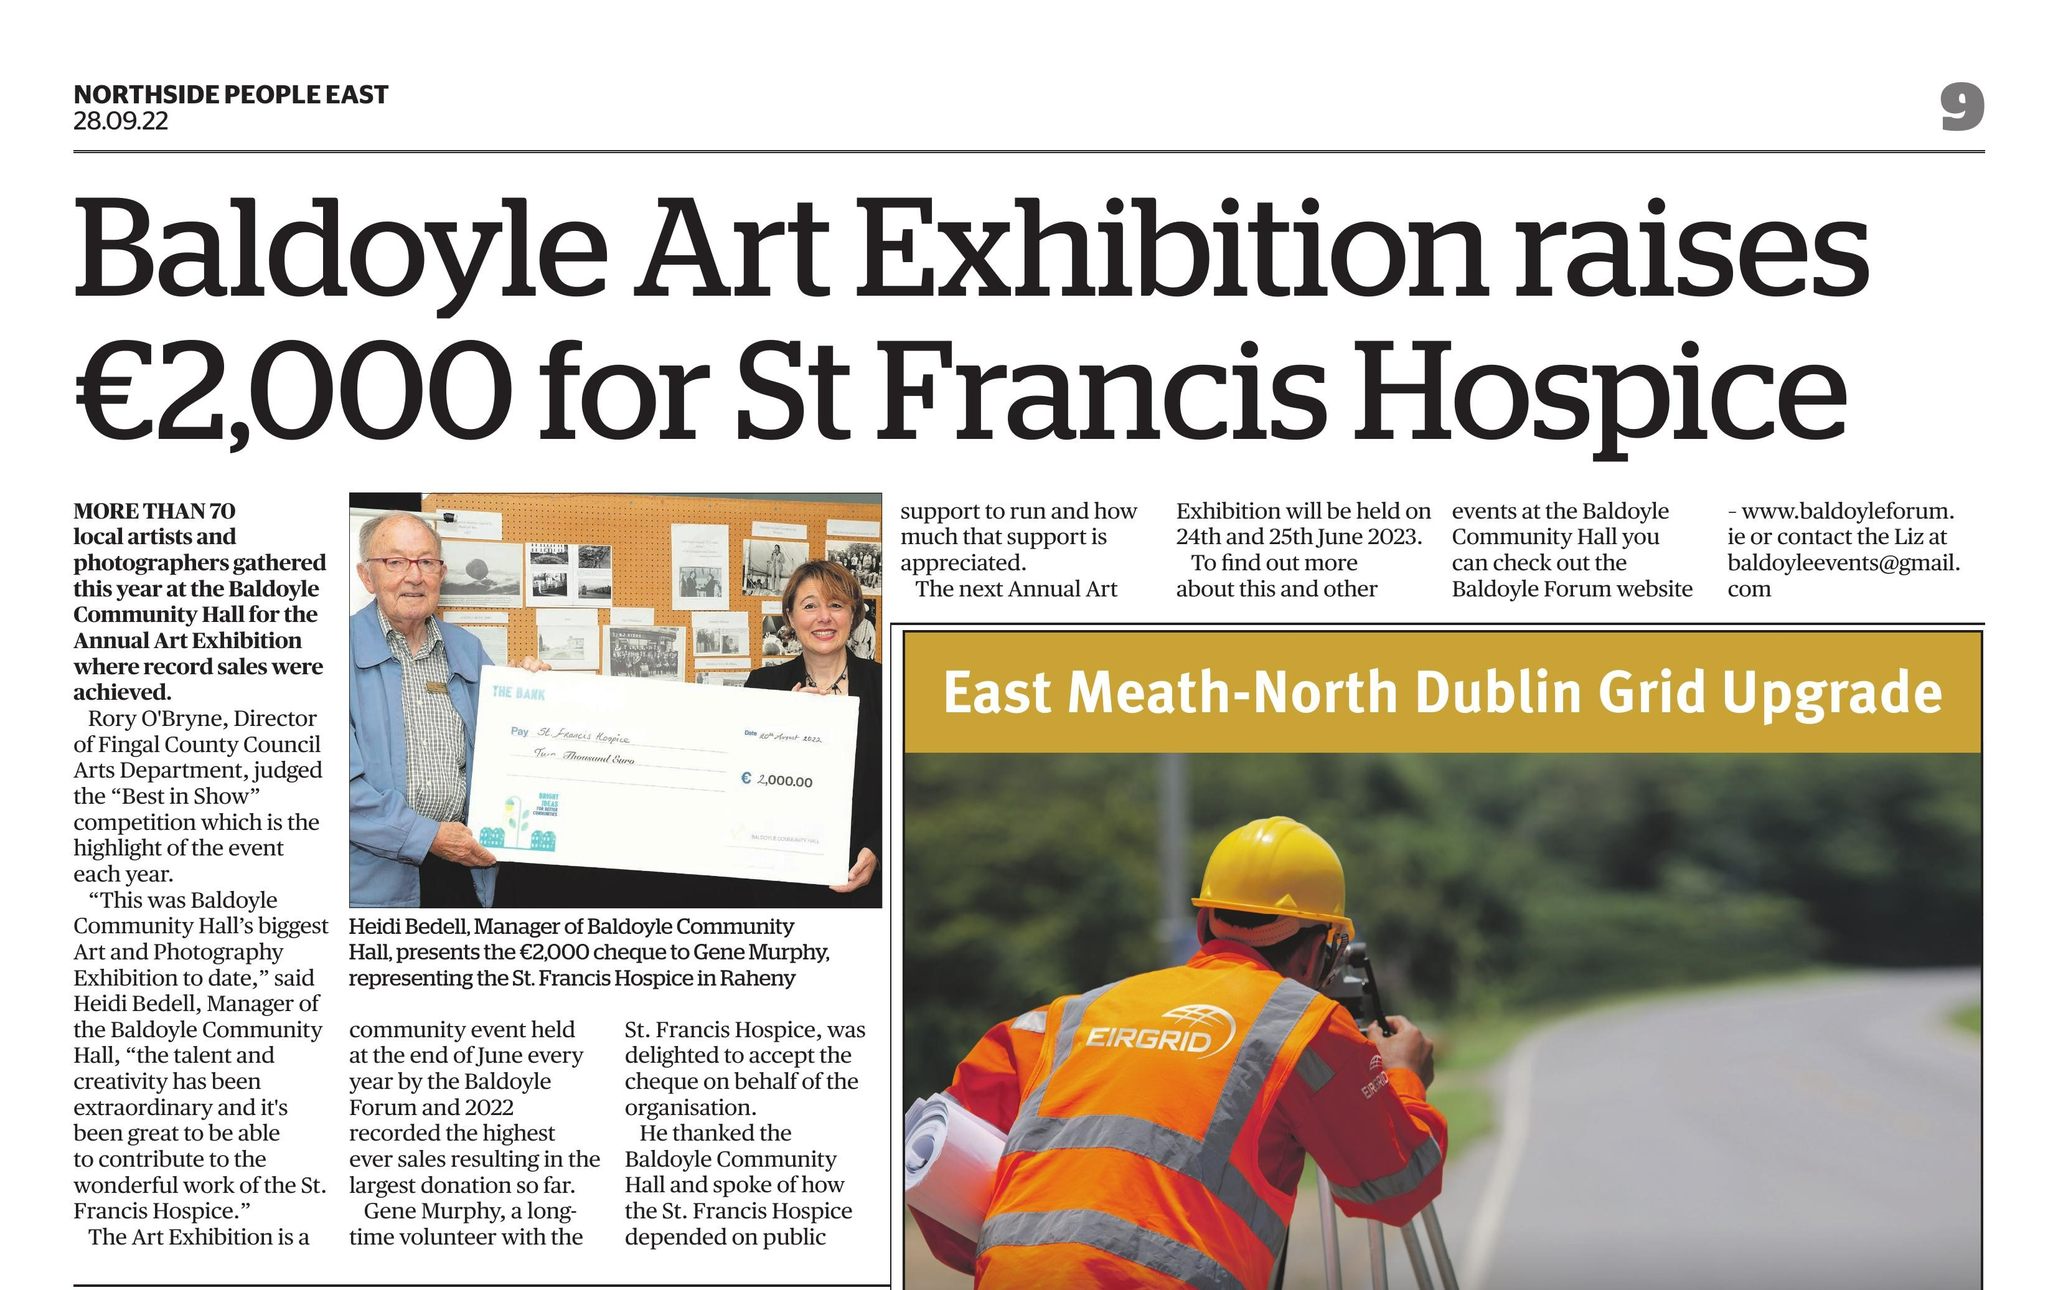 NORTHSIDE PEOPLE EAST
28.09.22
9
Baldoyle Art Exhibition raises
€2,000 for St Francis Hospice
MORE THAN 70
local artists and
photographers gathered
this year at the Baldoyle
Community Hall for the
Annual Art Exhibition
where record sales were
achieved.
Rory O'Bryne, Director
of Fingal County Council
Arts Department, judged
the “Best in Show”
competition which is the
highlight of the event
each year.
“This was Baldoyle
Community Hall’s biggest
Art and Photography
Exhibition to date,” said
Heidi Bedell, Manager of
the Baldoyle Community
Hall, “the talent and
creativity has been
extraordinary and it's
been great to be able
to contribute to the
wonderful work of the St.
Francis Hospice.”
The Art Exhibition is a
THE BANK
Pay St. Francis Hospice
Date 20th August 2022
Two Thousand Euro
€ 2,000.00
BRIGHT
IDEAS
FOR BETTER
COMMUNITIES
BALDOYLE COMMUNITY HALL
Heidi Bedell, Manager of Baldoyle Community
Hall, presents the €2,000 cheque to Gene Murphy,
representing the St. Francis Hospice in Raheny
community event held
at the end of June every
year by the Baldoyle
Forum and 2022
recorded the highest
ever sales resulting in the
largest donation so far.
Gene Murphy, a long-
time volunteer with the
St. Francis Hospice, was
delighted to accept the
cheque on behalf of the
organisation.
He thanked the
Baldoyle Community
Hall and spoke of how
the St. Francis Hospice
depended on public
support to run and how
much that support is
appreciated.
The next Annual Art
Exhibition will be held on
24th and 25th June 2023.
To find out more
about this and other
events at the Baldoyle
Community Hall you
can check out the
Baldoyle Forum website
– www.baldoyleforum.
ie or contact the Liz at
baldoyleevents@gmail.
com
East Meath-North Dublin Grid Upgrade
EIRGRID
EIRGRID